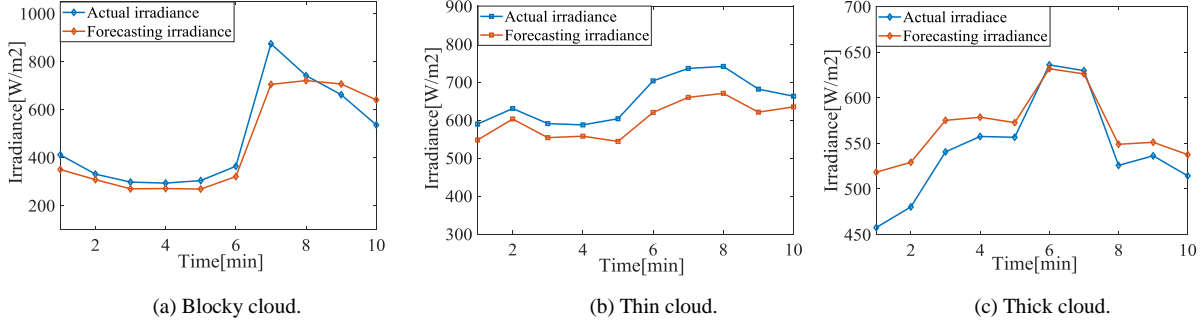 Actual irradiance
Forecasting irradiance
Irradiance[W/m2]
1000
800
600
400
200
2
4
6
8
10
Time[min]
(a) Blocky cloud.
Actual irradiance
Forecasting irradiance
Irradiance[W/m2]
900
800
700
600
500
400
300
2
4
6
8
10
Time[min]
(b) Thin cloud.
Actual irradiace
Forecasting irradiance
Irradiance[W/m2]
700
650
600
550
500
450
2
4
6
8
10
Time[min]
(c) Thick cloud.